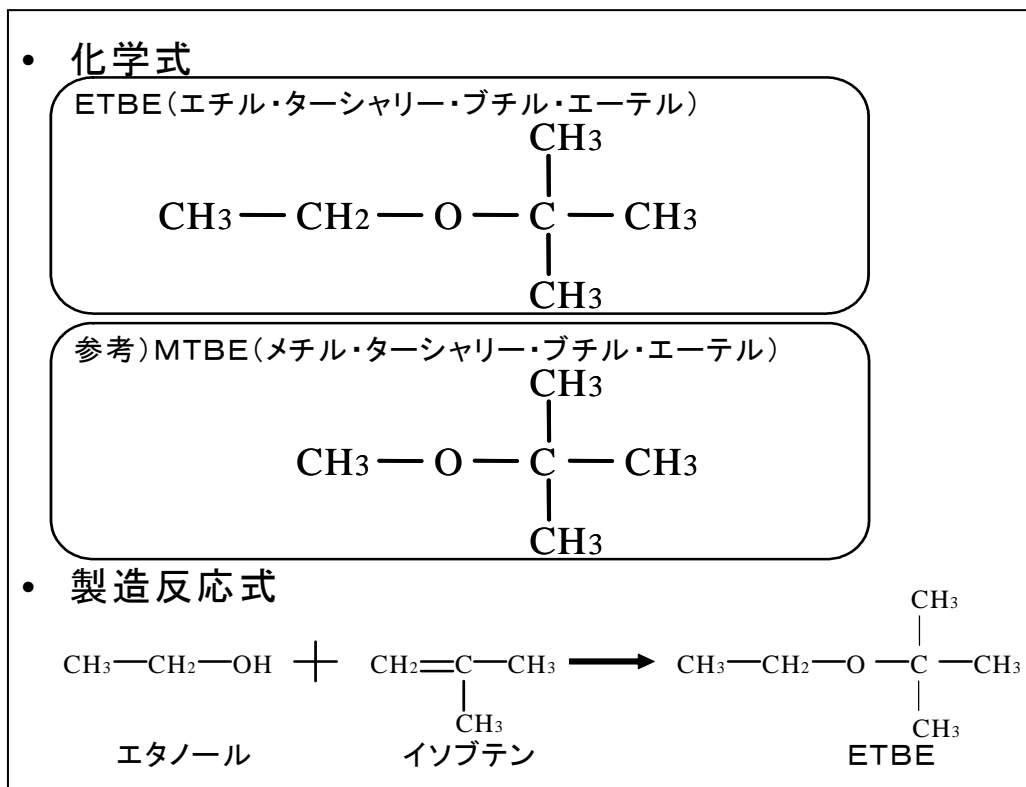 • 化学式
ETBE(エチル・ターシャリー・ブチル・エーテル)
CH3
CH3—CH2—O—C—CH3
CH3
参考)MTBE(メチル・ターシャリー・ブチル・エーテル)
CH3
CH3—O—C—CH3
CH3
• 製造反応式
CH3
CH3—CH2—OH + CH2=C—CH3 → CH3—CH2—O—C—CH3
CH3 CH3
エタノール イソブテン ETBE